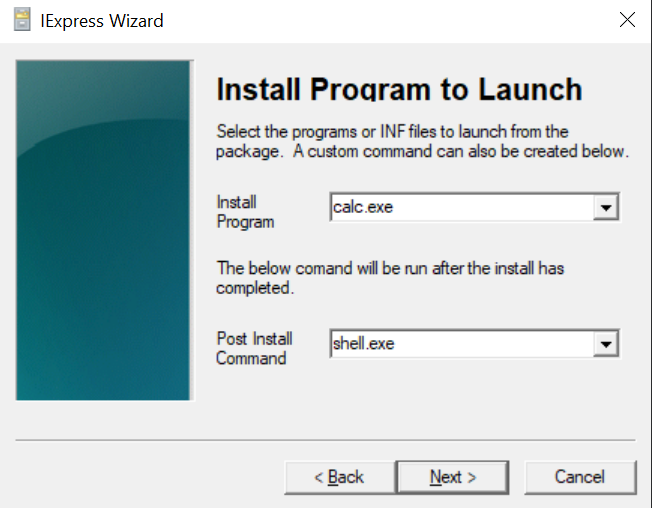 IExpress Wizard
Install Program to Launch
Select the programs or INF files to launch from the
package. A custom command can also be created below.
Install
Program
calc.exe
The below comand will be run after the install has
completed.
Post Install
Command
shell.exe
< Back
Next >
Cancel